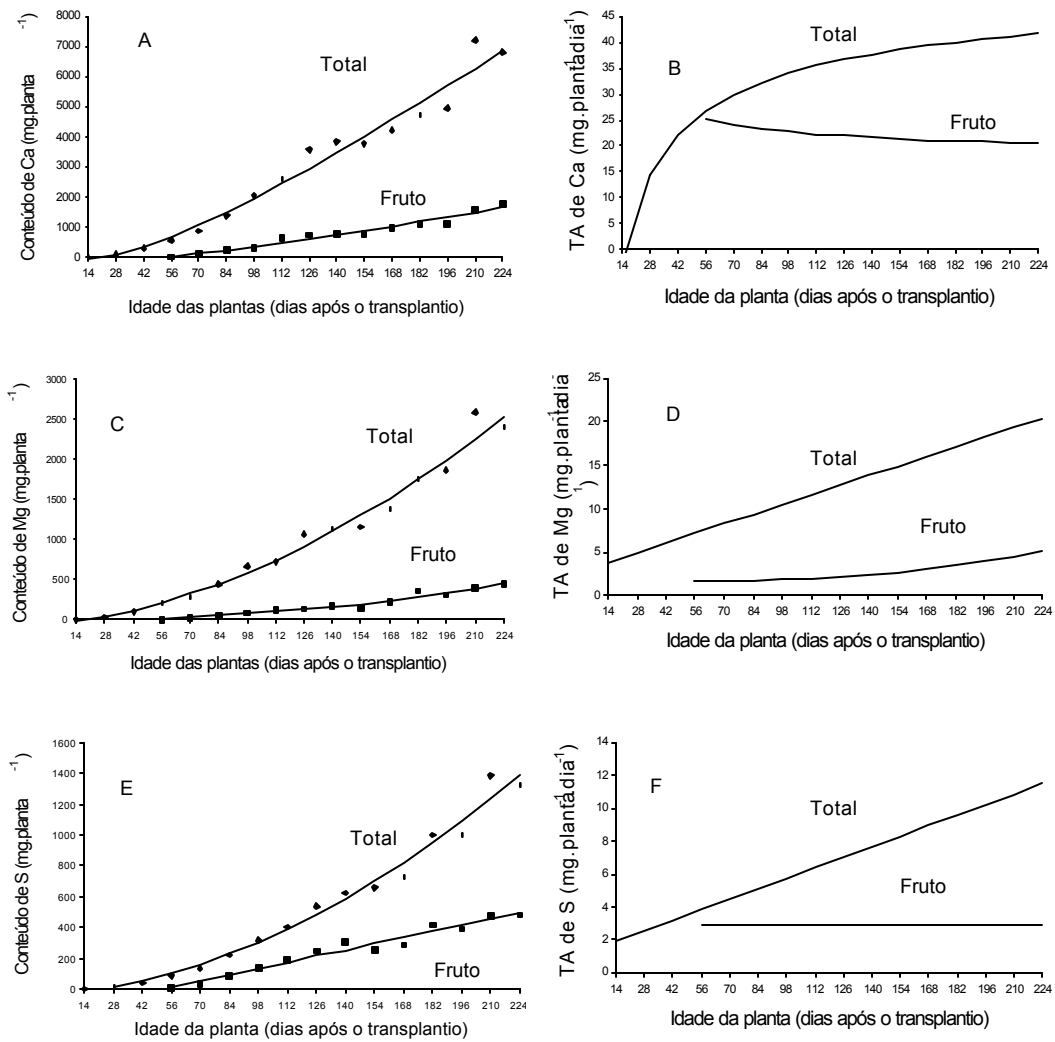 A
Conteúdo de Ca (mg.planta -1)
8000
7000
6000
5000
4000
3000
2000
1000
0
Total
Fruto
14 28 42 56 70 84 98 112 126 140 154 168 182 196 210 224
Idade das plantas (dias após o transplantio)
B
TA de Ca (mg.planta-1dia-1)
45
40
35
30
25
20
15
10
5
0
Total
Fruto
14 28 42 56 70 84 98 112 126 140 154 168 182 196 210 224
Idade da planta (dias após o transplantio)
C
Conteúdo de Mg (mg.planta -1)
3000
2500
2000
1500
1000
500
0
Total
Fruto
14 28 42 56 70 84 98 112 126 140 154 168 182 196 210 224
Idade das plantas (dias após o transplantio)
D
TA de Mg (mg.planta-1dia-1)
25
20
15
10
5
0
Total
Fruto
14 28 42 56 70 84 98 112 126 140 154 168 182 196 210 224
Idade da planta (dias após o transplantio)
E
Conteúdo de S (mg.planta -1)
1600
1400
1200
1000
800
600
400
200
0
Total
Fruto
14 28 42 56 70 84 98 112 126 140 154 168 182 196 210 224
Idade da planta (dias após o transplantio)
F
TA de S (mg.planta-1dia-1)
14
12
10
8
6
4
2
0
Total
Fruto
14 28 42 56 70 84 98 112 126 140 154 168 182 196 210 224
Idade da planta (dias após o transplantio)